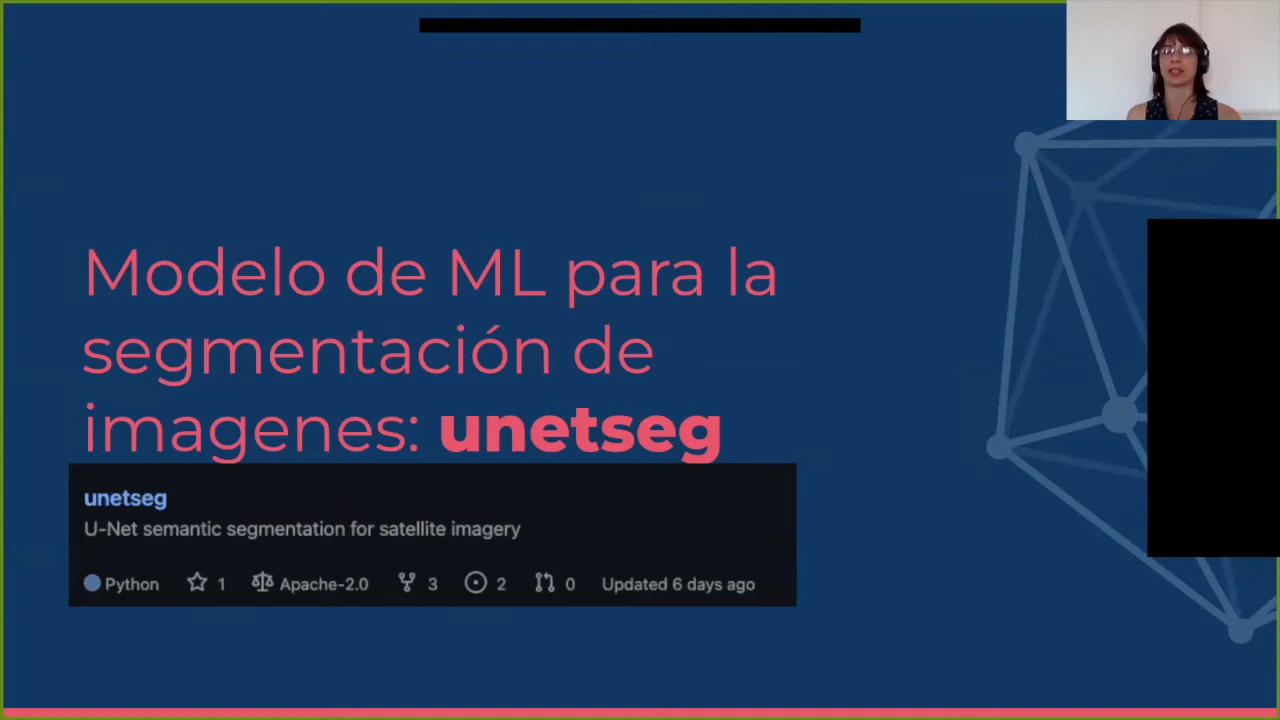 Modelo de ML para la
segmentación de
imagenes: unetseg
unetseg
U-Net semantic segmentation for satellite imagery
Python 1 Apache-2.0 3 2 0 Updated 6 days ago